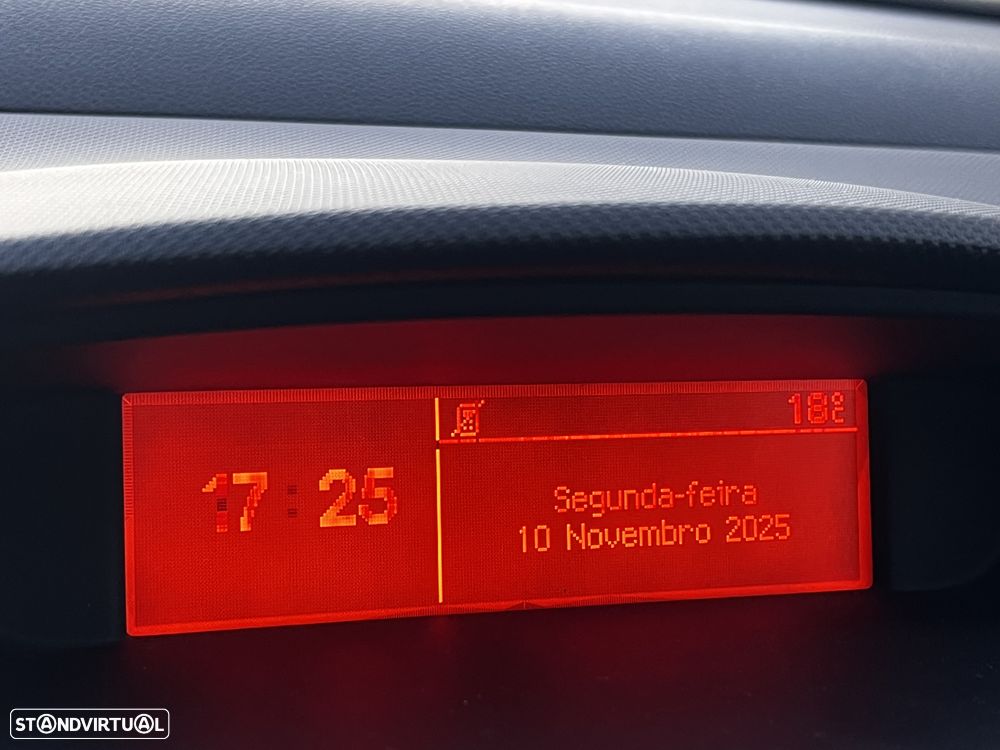 17:25
18°C
Segunda-feira
10 Novembro 2025
STANDVIRTUAL